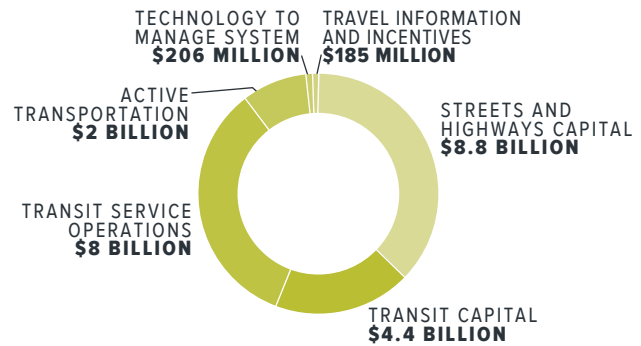 TECHNOLOGY TO
MANAGE SYSTEM
$206 MILLION
TRAVEL INFORMATION
AND INCENTIVES
$185 MILLION
ACTIVE
TRANSPORTATION
$2 BILLION
STREETS AND
HIGHWAYS CAPITAL
$8.8 BILLION
TRANSIT SERVICE
OPERATIONS
$8 BILLION
TRANSIT CAPITAL
$4.4 BILLION